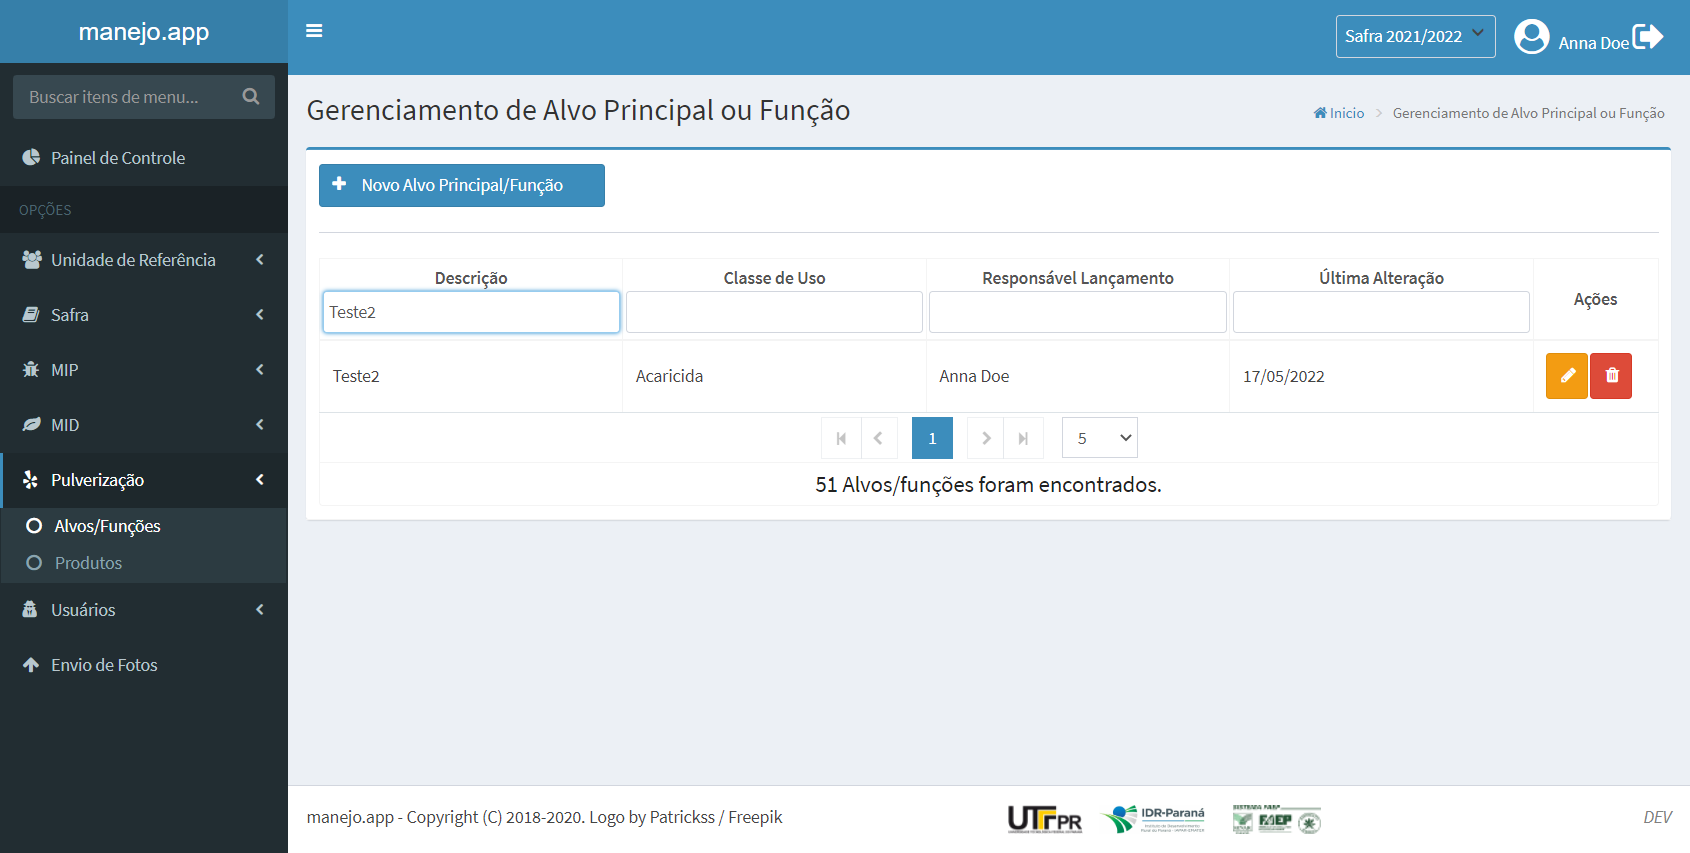 manejo.app
Safra 2021/2022
Anna Doe
Buscar itens de menu...
Painel de Controle
OPÇÕES
Unidade de Referência
Safra
MIP
MID
Pulverização
Alvos/Funções
Produtos
Usuários
Envio de Fotos
Gerenciamento de Alvo Principal ou Função
Inicio > Gerenciamento de Alvo Principal ou Função
Novo Alvo Principal/Função
Descrição Classe de Uso Responsável Lançamento Última Alteração Ações
Teste2
Teste2 Acaricida Anna Doe 17/05/2022
1 5
51 Alvos/funções foram encontrados.
manejo.app - Copyright (C) 2018-2020. Logo by Patrickss / Freepik
UTFPR
IDR-Paraná
SISTEMA FAEP
FAEP
DEV